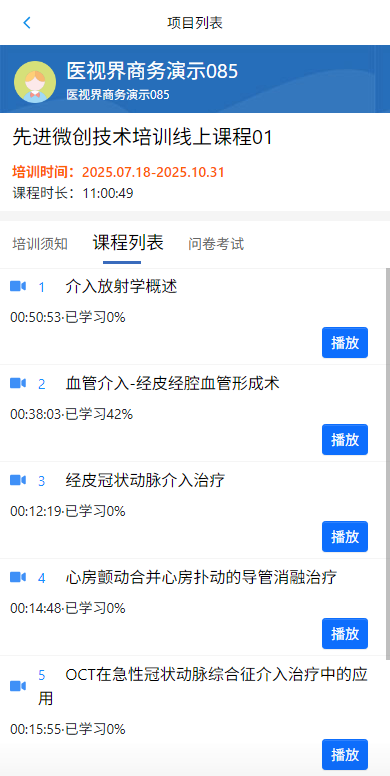 项目列表
医视界商务演示085
医视界商务演示085
先进微创技术培训线上课程01
培训时间：2025.07.18-2025.10.31
课程时长：11:00:49
培训须知 课程列表 问卷考试
1 介入放射学概述
00:50:53·已学习0%
播放
2 血管介入-经皮经腔血管形成术
00:38:03·已学习42%
播放
3 经皮冠状动脉介入治疗
00:12:19·已学习0%
播放
4 心房颤动合并心房扑动的导管消融治疗
00:14:48·已学习0%
播放
5 OCT在急性冠状动脉综合征介入治疗中的应
用
00:15:55·已学习0%
播放